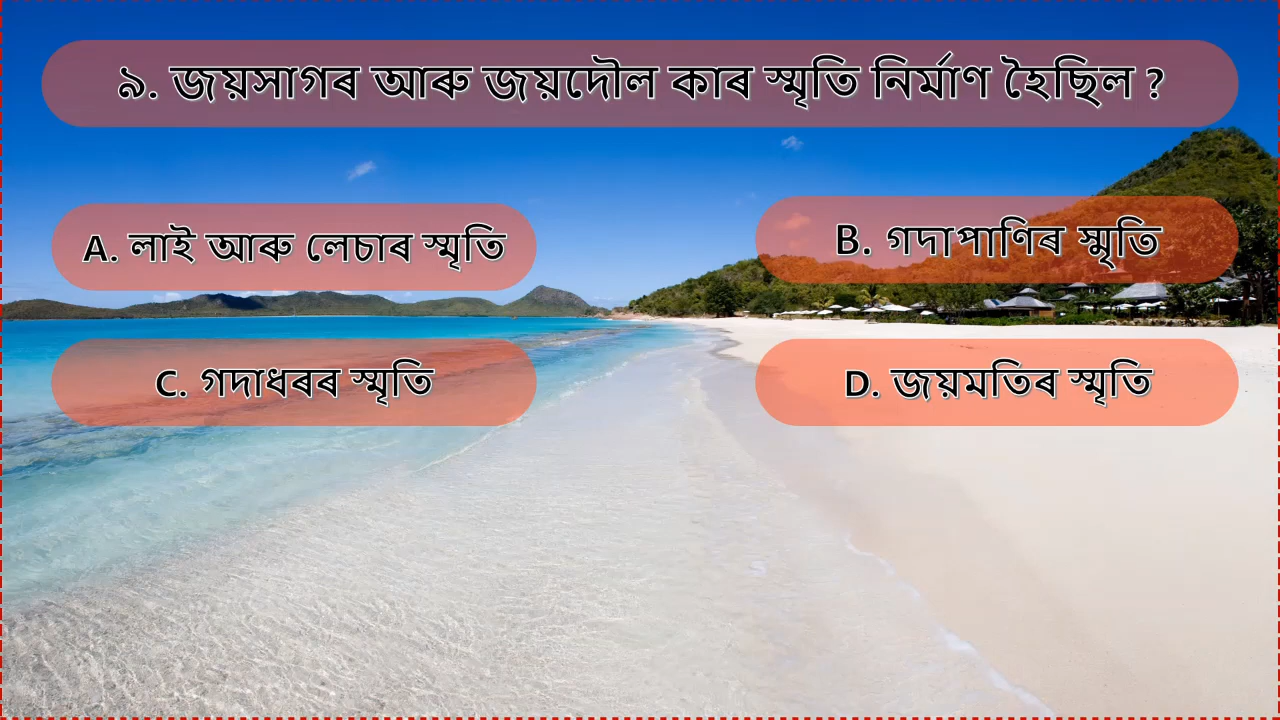 ৯. জয়সাগৰ আৰু জয়দৌল কাৰ স্মৃতি নিৰ্মাণ হৈছিল ?
A. লাই আৰু লেচাৰ স্মৃতি
B. গদাপাণিৰ স্মৃতি
C. গদাধৰৰ স্মৃতি
D. জয়মতিৰ স্মৃতি